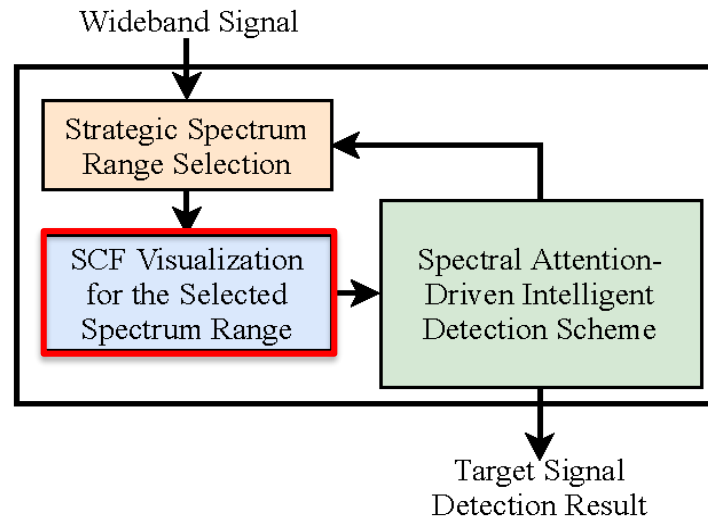 Wideband Signal
Strategic Spectrum
Range Selection
SCF Visualization
for the Selected
Spectrum Range
Spectral Attention-
Driven Intelligent
Detection Scheme
Target Signal
Detection Result